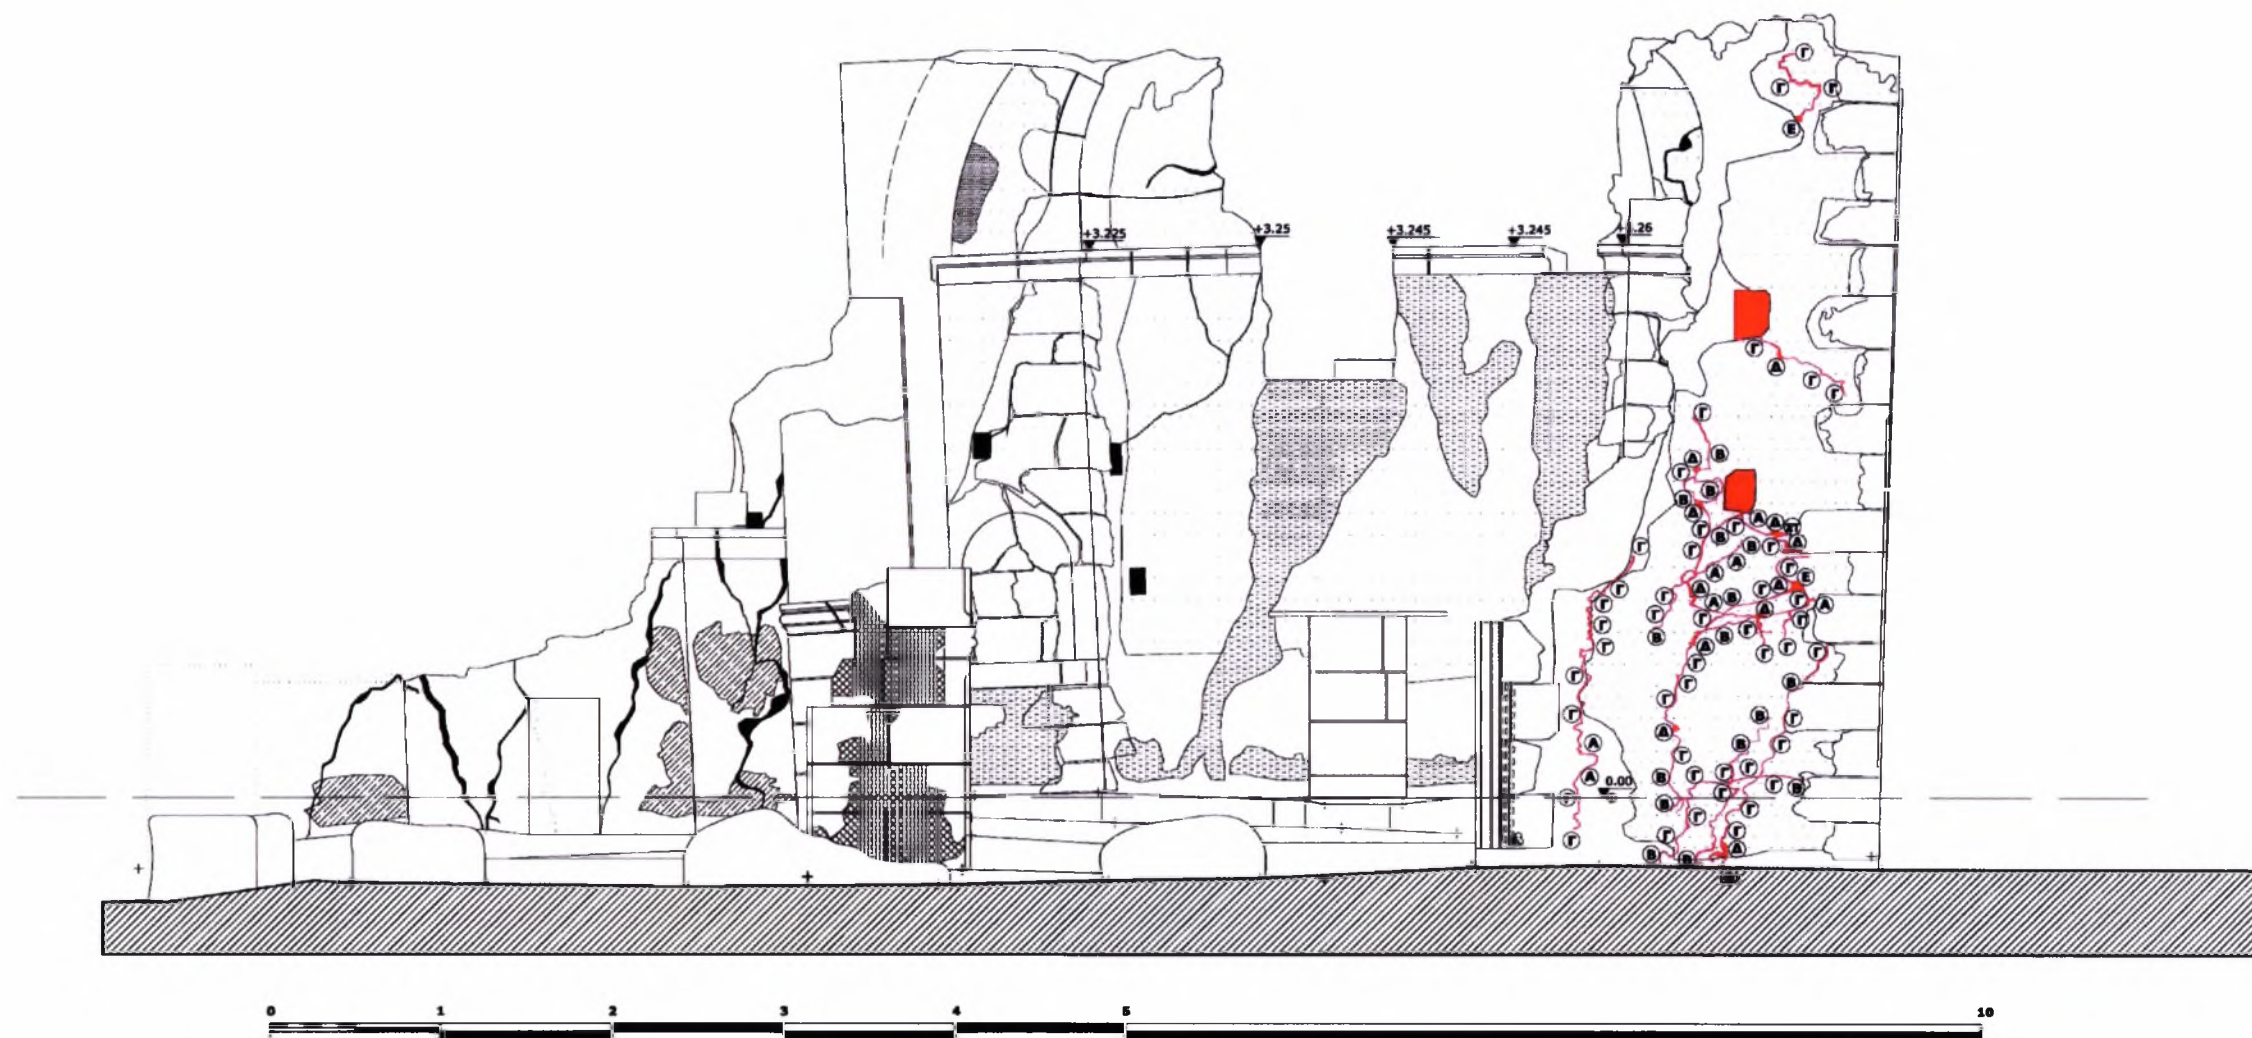 Г
Г Г
Е
+3.225 +3.25 +3.245 +3.245
Г
Δ
Г
Г
Г
Δ В
Г
В В
Δ
Г В Г Α Δ
Г В Г Δ
Г Α Α Г
Г Δ Г Δ Е
Г Α В Г Α
Г Г Δ
Г В Г В Г Г
Г Δ Г Г
Г Г
Г В
Г Г В Г
Α Δ В Г
Г
Α В Г Г Г
0.00 Г Г В
В Г Г
Г Г Г
Δ
В В
0 1 2 3 4 5 10